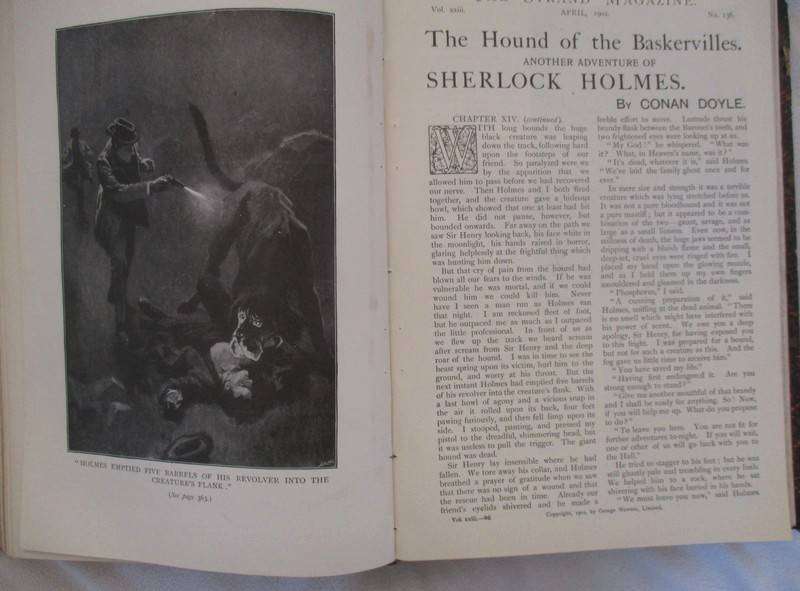 "HOLMES EMPTIED FIVE BARRELS OF HIS REVOLVER INTO THE
CREATURE'S FLANK."
(See page 363.)
STRAND MAGAZINE.
Vol. xxiii. APRIL, 1902. No. 136.
The Hound of the Baskervilles.
ANOTHER ADVENTURE OF
SHERLOCK HOLMES.
By CONAN DOYLE.
CHAPTER XIV. (continued).
WITH long bounds the huge
black creature was leaping
down the track, following hard
upon the footsteps of our
friend. So paralyzed were we
by the apparition that we
allowed him to pass before we had recovered
our nerve. Then Holmes and I both fired
together, and the creature gave a hideous
howl, which showed that one at least had hit
him. He did not pause, however, but
bounded onwards. Far away on the path we
saw Sir Henry looking back, his face white in
the moonlight, his hands raised in horror,
glaring helplessly at the frightful thing which
was hunting him down.
But that cry of pain from the hound had
blown all our fears to the winds. If he was
vulnerable he was mortal, and if we could
wound him we could kill him. Never
have I seen a man run as Holmes ran
that night. I am reckoned fleet of foot,
but he outpaced me as much as I outpaced
the little professional. In front of us as
we flew up the track we heard scream
after scream from Sir Henry and the deep
roar of the hound. I was in time to see the
beast spring upon its victim, hurl him to the
ground, and worry at his throat. But the
next instant Holmes had emptied five barrels
of his revolver into the creature's flank. With
a last howl of agony and a vicious snap in
the air it rolled upon its back, four feet
pawing furiously, and then fell limp upon its
side. I stooped, panting, and pressed my
pistol to the dreadful, shimmering head, but
it was useless to pull the trigger. The giant
hound was dead.
Sir Henry lay insensible where he had
fallen. We tore away his collar, and Holmes
breathed a prayer of gratitude when we saw
that there was no sign of a wound and that
the rescue had been in time. Already our
friend's eyelids shivered and he made a
Vol. xxiii.—46
feeble effort to move. Lestrade thrust his
brandy-flask between the Baronet's teeth, and
two frightened eyes were looking up at us.
"My God!" he whispered. "What was
it? What, in Heaven's name, was it?"
"It's dead, whatever it is," said Holmes.
"We've laid the family ghost once and for
ever."
In mere size and strength it was a terrible
creature which was lying stretched before us.
It was not a pure bloodhound and it was not
a pure mastiff; but it appeared to be a com-
bination of the two—gaunt, savage, and as
large as a small lioness. Even now, in the
stillness of death, the huge jaws seemed to be
dripping with a bluish flame and the small,
deep-set, cruel eyes were ringed with fire. I
placed my hand upon the glowing muzzle,
and as I held them up my own fingers
smouldered and gleamed in the darkness.
"Phosphorus," I said.
"A cunning preparation of it," said
Holmes, sniffing at the dead animal. "There
is no smell which might have interfered with
his power of scent. We owe you a deep
apology, Sir Henry, for having exposed you
to this fright. I was prepared for a hound,
but not for such a creature as this. And the
fog gave us little time to receive him."
"You have saved my life."
"Having first endangered it. Are you
strong enough to stand?"
"Give me another mouthful of that brandy
and I shall be ready for anything. So! Now,
if you will help me up. What do you propose
to do?"
"To leave you here. You are not fit for
further adventures to-night. If you will wait,
one or other of us will go back with you to
the Hall."
He tried to stagger to his feet; but he was
still ghastly pale and trembling in every limb.
We helped him to a rock, where he sat
shivering with his face buried in his hands.
"We must leave you now," said Holmes.
Copyright, 1902, by George Newnes, Limited.